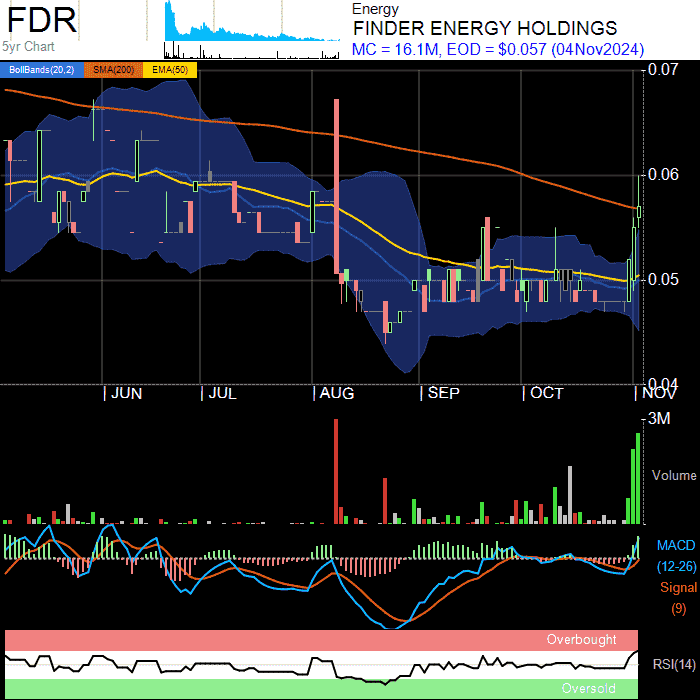 FDR
5yr Chart
Energy
FINDER ENERGY HOLDINGS
MC = 16.1M, EOD = $0.057 (04Nov2024)
BollBands(20,2) SMA(200) EMA(50)
0.07
0.06
0.05
0.04
JUN JUL AUG SEP OCT NOV
3M
Volume
MACD
(12-26)
Signal
(9)
Overbought
RSI(14)
Oversold